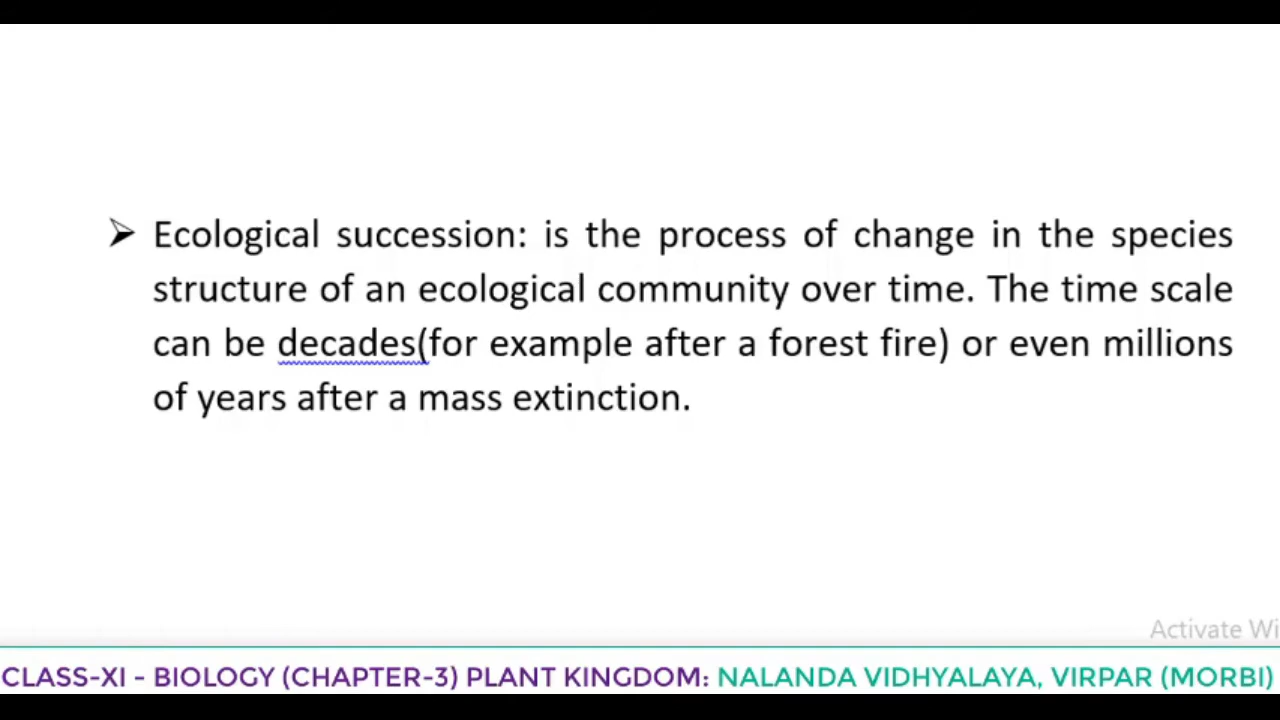 ➢ Ecological succession: is the process of change in the species
structure of an ecological community over time. The time scale
can be decades(for example after a forest fire) or even millions
of years after a mass extinction.
Activate Wi
CLASS-XI - BIOLOGY (CHAPTER-3) PLANT KINGDOM: NALANDA VIDHYALAYA, VIRPAR (MORBI)